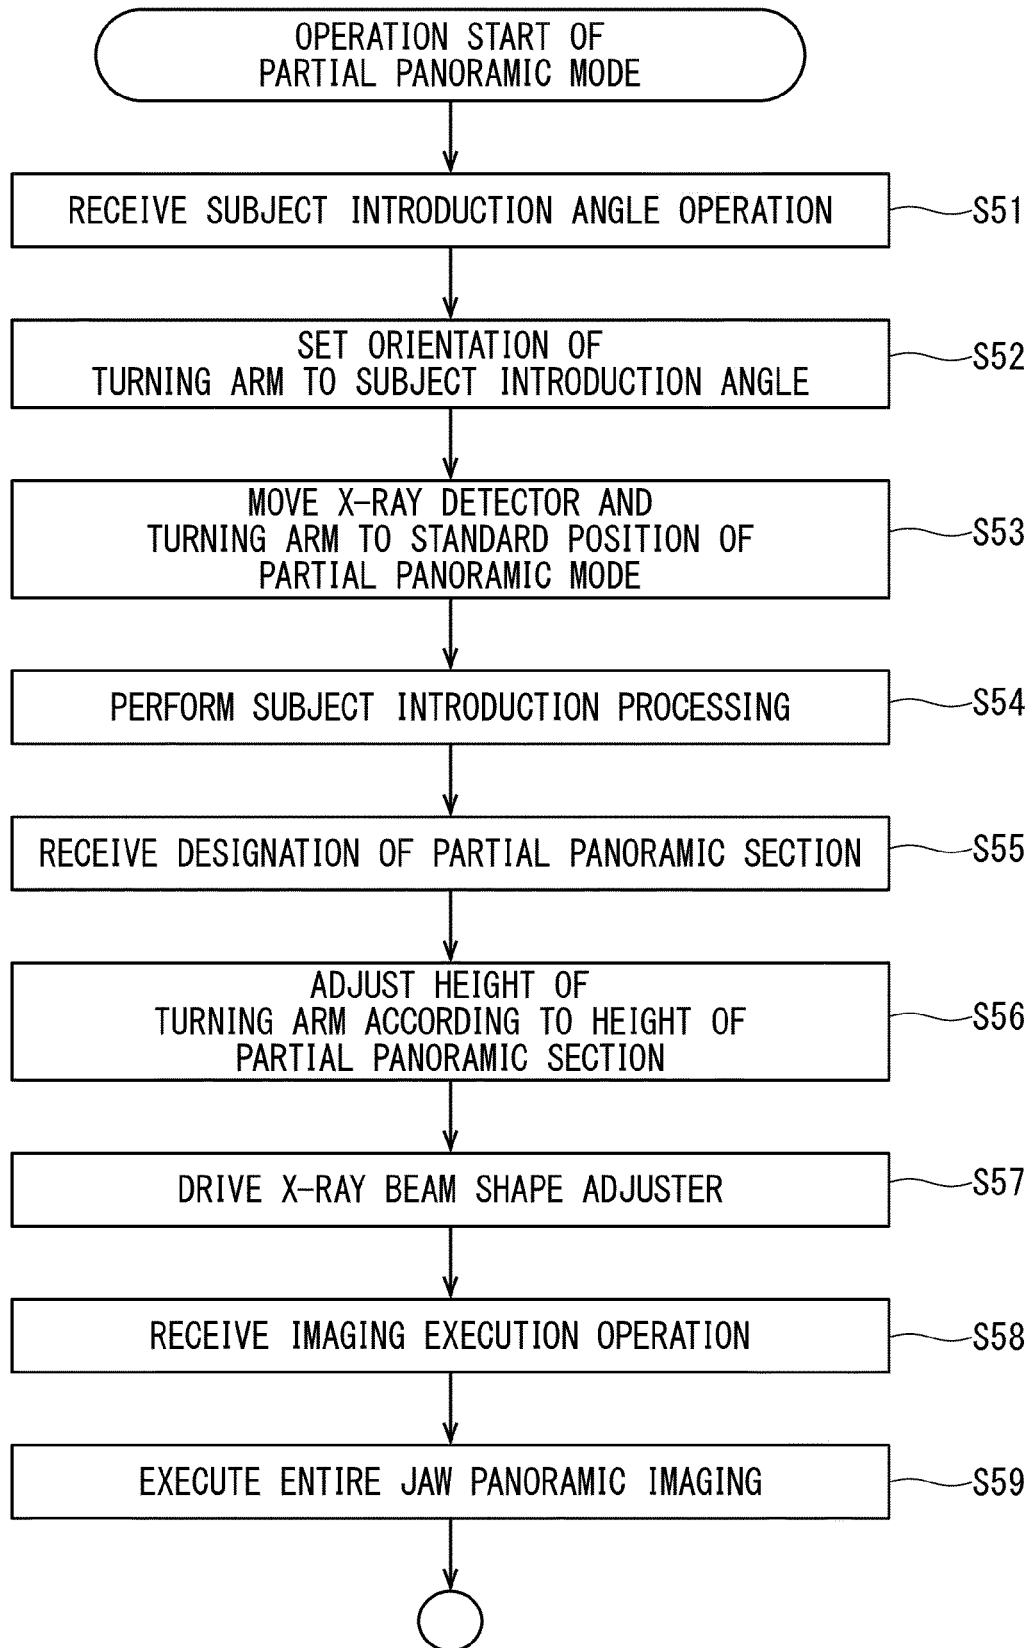 OPERATION START OF
PARTIAL PANORAMIC MODE
RECEIVE SUBJECT INTRODUCTION ANGLE OPERATION
S51
SET ORIENTATION OF
TURNING ARM TO SUBJECT INTRODUCTION ANGLE
S52
MOVE X-RAY DETECTOR AND
TURNING ARM TO STANDARD POSITION OF
PARTIAL PANORAMIC MODE
S53
PERFORM SUBJECT INTRODUCTION PROCESSING
S54
RECEIVE DESIGNATION OF PARTIAL PANORAMIC SECTION
S55
ADJUST HEIGHT OF
TURNING ARM ACCORDING TO HEIGHT OF
PARTIAL PANORAMIC SECTION
S56
DRIVE X-RAY BEAM SHAPE ADJUSTER
S57
RECEIVE IMAGING EXECUTION OPERATION
S58
EXECUTE ENTIRE JAW PANORAMIC IMAGING
S59